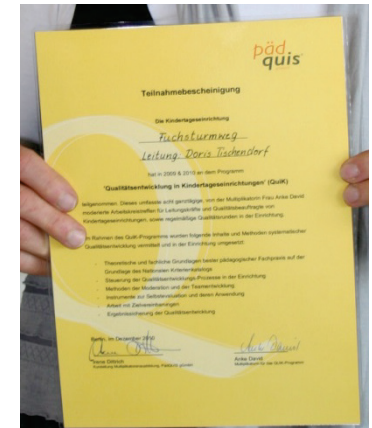 päd
quis
Teilnahmebescheinigung
Die Kindertageseinrichtung
Fuchsturmweg
Leitung Doris Tischendorf
hat in 2009 & 2010 an dem Programm
'Qualitätsentwicklung in Kindertageseinrichtungen' (QuiK)
teilgenommen. Dieses umfasste acht ganztägige, von der Multiplikatorin Frau Anke David
moderierte Arbeitskreistreffen für Leitungskräfte und Qualitätsbeauftragte von
Kindertageseinrichtungen, sowie regelmäßige Qualitätsrunden in der Einrichtung
Im Rahmen des QuiK-Programms wurden folgende Inhalte und Methoden systematischer
Qualitätsentwicklung vermittelt und in der Einrichtung umgesetzt:
- Theoretische und fachliche Grundlagen bester pädagogischer Fachpraxis auf der
Grundlage des Nationalen Kriterienkatalogs
- Steuerung der Qualitätsentwicklungs-Prozesse in der Einrichtung
- Methoden der Moderation und der Teamentwicklung
- Instrumente zur Selbstevaluation und deren Anwendung
- Arbeit mit Zielvereinbarungen
- Ergebnissicherung der Qualitätsentwicklung
Berlin, im Dezember 2010
Anke David